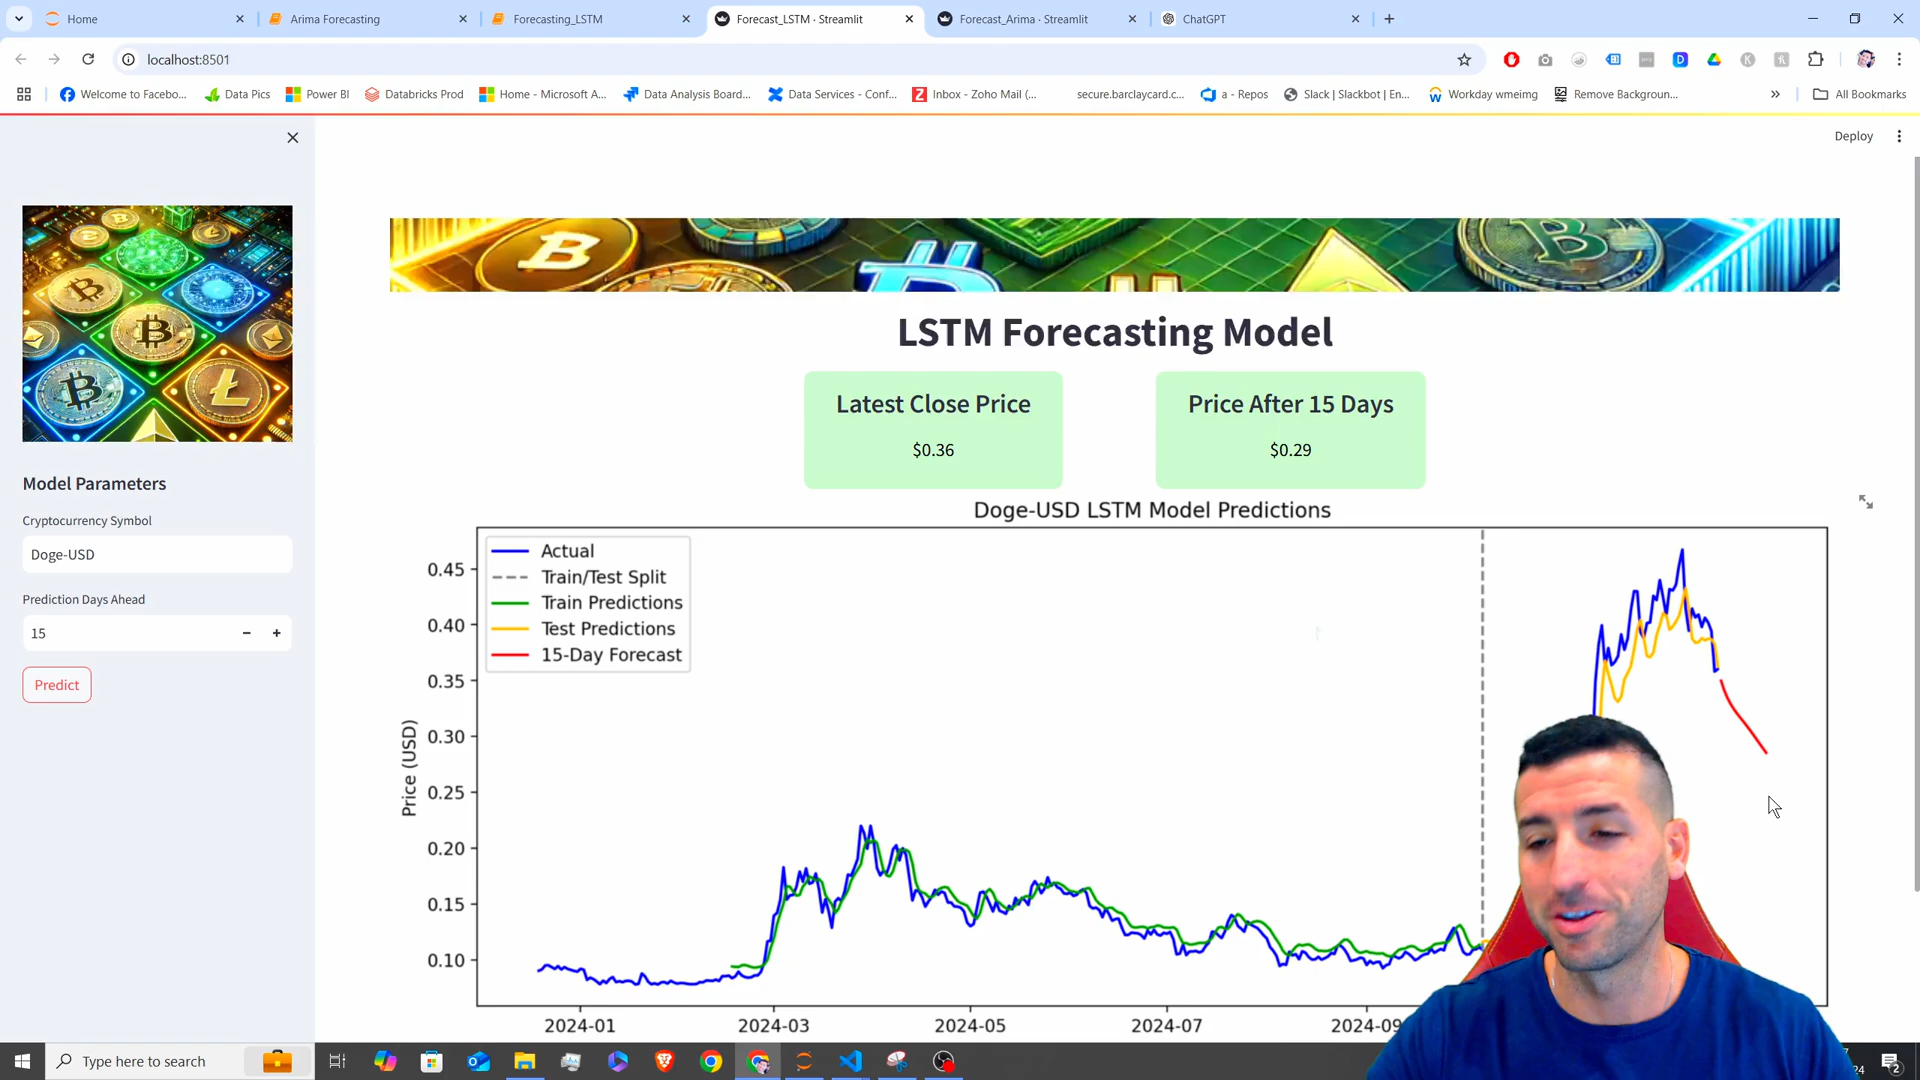 Home
Arima Forecasting
Forecasting_LSTM
Forecast_LSTM · Streamlit
Forecast_Arima · Streamlit
ChatGPT
localhost:8501
Welcome to Facebo...
Data Pics
Power BI
Databricks Prod
Home - Microsoft A...
Data Analysis Board...
Data Services - Conf...
Inbox - Zoho Mail (...
secure.barclaycard.c...
a - Repos
Slack | Slackbot | En...
Workday wmeimg
Remove Backgroun...
All Bookmarks
Deploy
Model Parameters
Cryptocurrency Symbol
Doge-USD
Prediction Days Ahead
15
Predict
LSTM Forecasting Model
Latest Close Price
$0.36
Price After 15 Days
$0.29
Doge-USD LSTM Model Predictions
Actual
Train/Test Split
Train Predictions
Test Predictions
15-Day Forecast
Price (USD)
0.45
0.40
0.35
0.30
0.25
0.20
0.15
0.10
2024-01
2024-03
2024-05
2024-07
2024-09
Type here to search
24
2